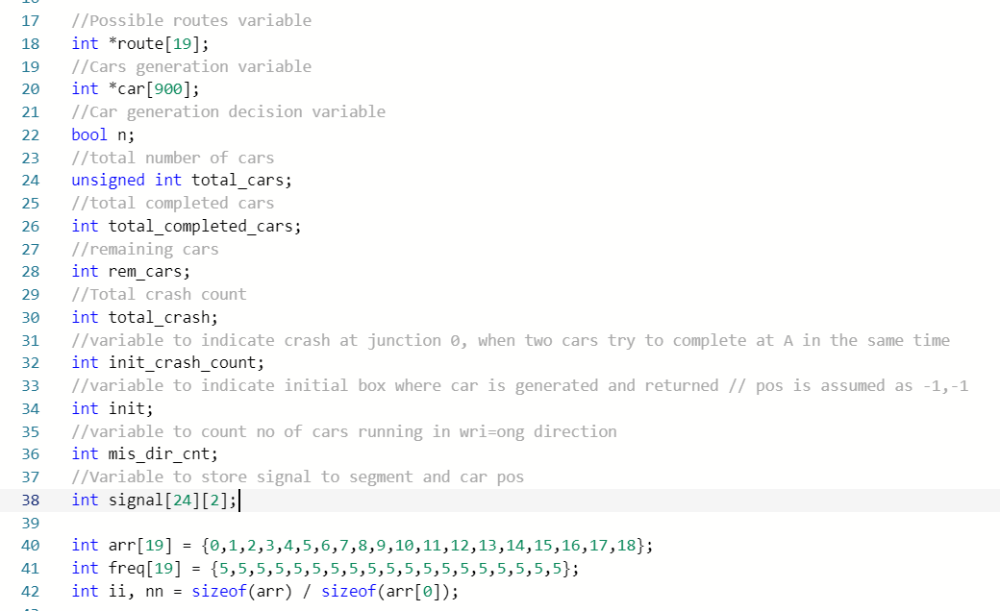 17 //Possible routes variable
18 int *route[19];
19 //Cars generation variable
20 int *car[900];
21 //Car generation decision variable
22 bool n;
23 //total number of cars
24 unsigned int total_cars;
25 //total completed cars
26 int total_completed_cars;
27 //remaining cars
28 int rem_cars;
29 //Total crash count
30 int total_crash;
31 //variable to indicate crash at junction 0, when two cars try to complete at A in the same time
32 int init_crash_count;
33 //variable to indicate initial box where car is generated and returned // pos is assumed as -1,-1
34 int init;
35 //variable to count no of cars running in wri=ong direction
36 int mis_dir_cnt;
37 //Variable to store signal to segment and car pos
38 int signal[24][2];
39
40 int arr[19] = {0,1,2,3,4,5,6,7,8,9,10,11,12,13,14,15,16,17,18};
41 int freq[19] = {5,5,5,5,5,5,5,5,5,5,5,5,5,5,5,5,5,5,5};
42 int ii, nn = sizeof(arr) / sizeof(arr[0]);